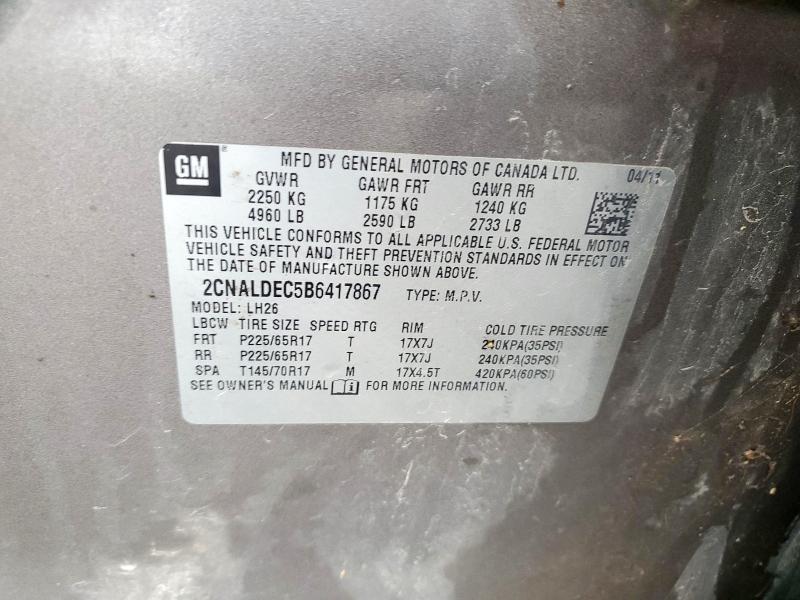 GM ® MFD BY GENERAL MOTORS OF CANADA LTD. 04/11
GVWR GAWR FRT GAWR RR
2250 KG 1175 KG 1240 KG
4960 LB 2590 LB 2733 LB
THIS VEHICLE CONFORMS TO ALL APPLICABLE U.S. FEDERAL MOTOR
VEHICLE SAFETY AND THEFT PREVENTION STANDARDS IN EFFECT ON
THE DATE OF MANUFACTURE SHOWN ABOVE.
2CNALDEC5B6417867 TYPE: M.P.V.
MODEL: LH26
LBCW TIRE SIZE SPEED RTG RIM COLD TIRE PRESSURE
FRT P225/65R17 T 17X7J 240KPA(35PSI)
RR P225/65R17 T 17X7J 240KPA(35PSI)
SPA T145/70R17 M 17X4.5T 420KPA(60PSI)
SEE OWNER'S MANUAL FOR MORE INFORMATION.